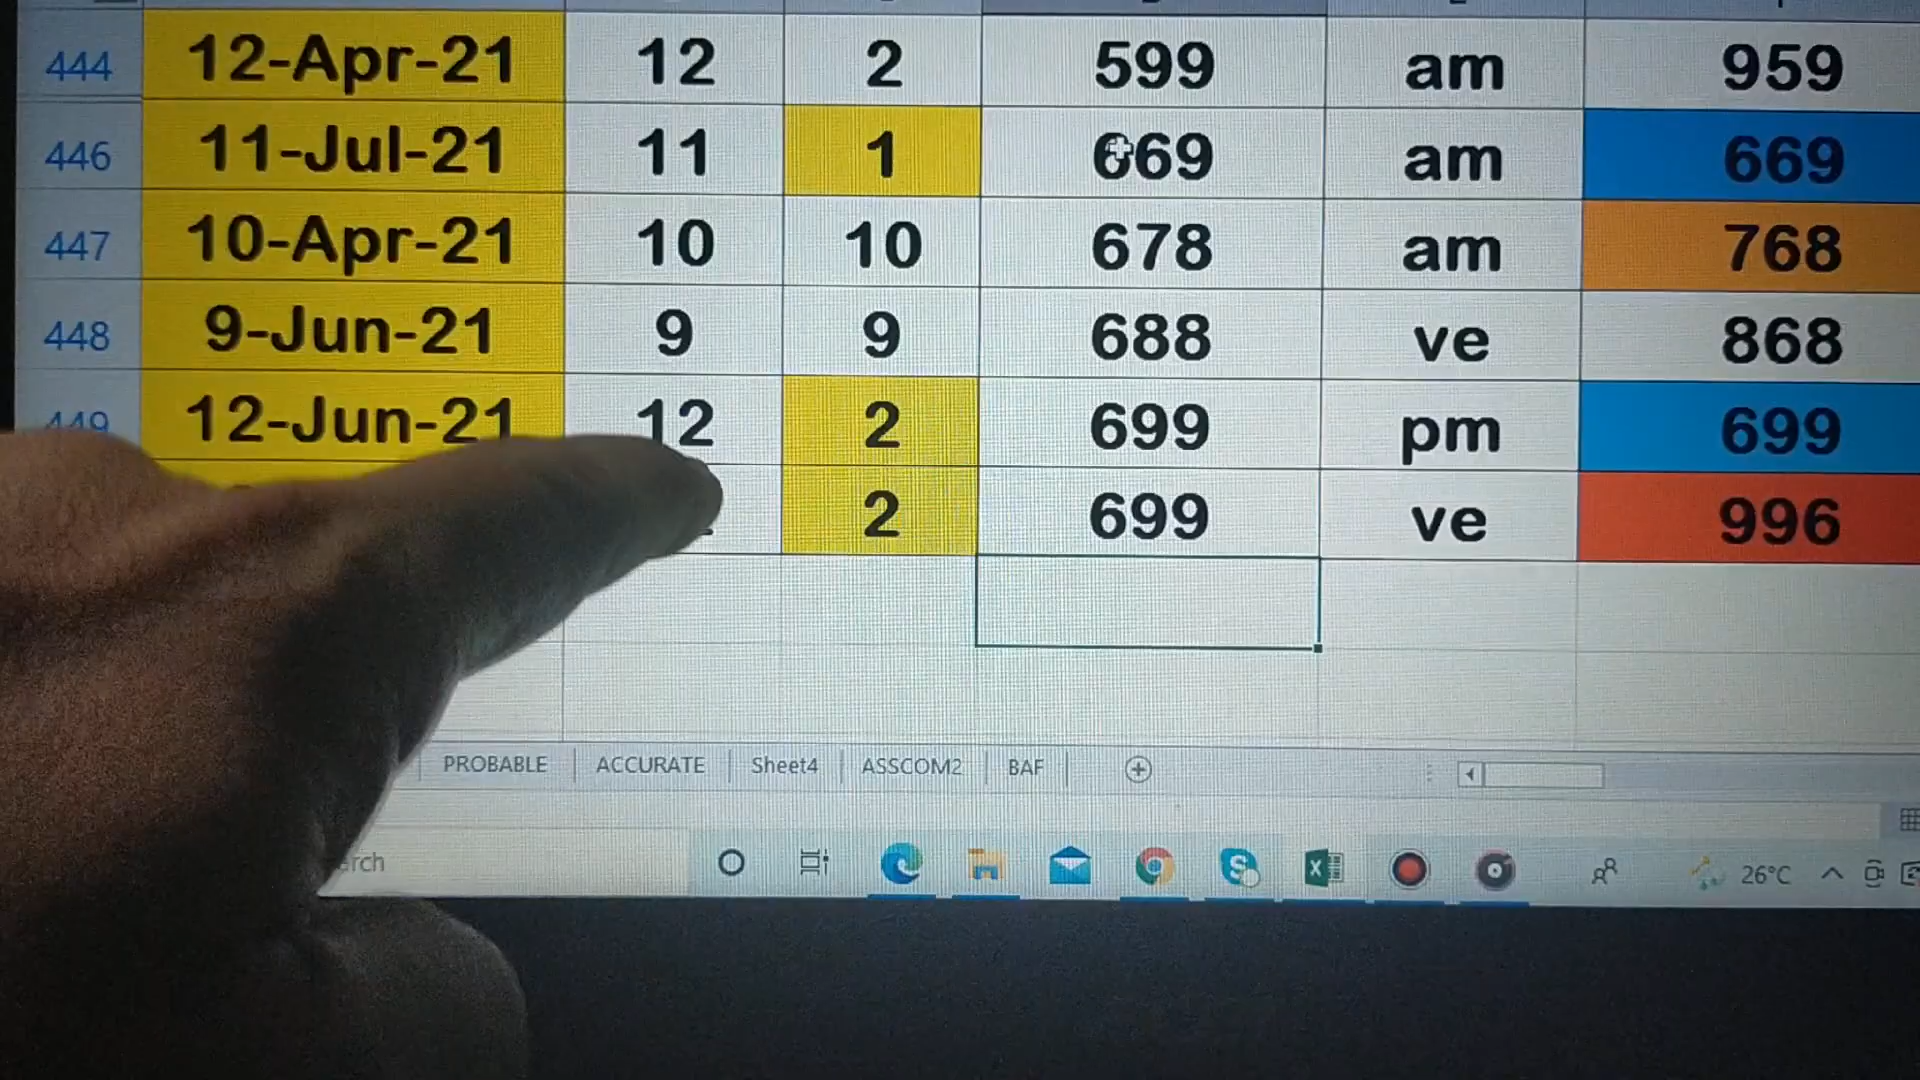 444 12-Apr-21 12 2 599 am 959
446 11-Jul-21 11 1 669 am 669
447 10-Apr-21 10 10 678 am 768
448 9-Jun-21 9 9 688 ve 868
449 12-Jun-21 12 2 699 pm 699
2 699 ve 996
PROBABLE ACCURATE Sheet4 ASSCOM2 BAF
26°C